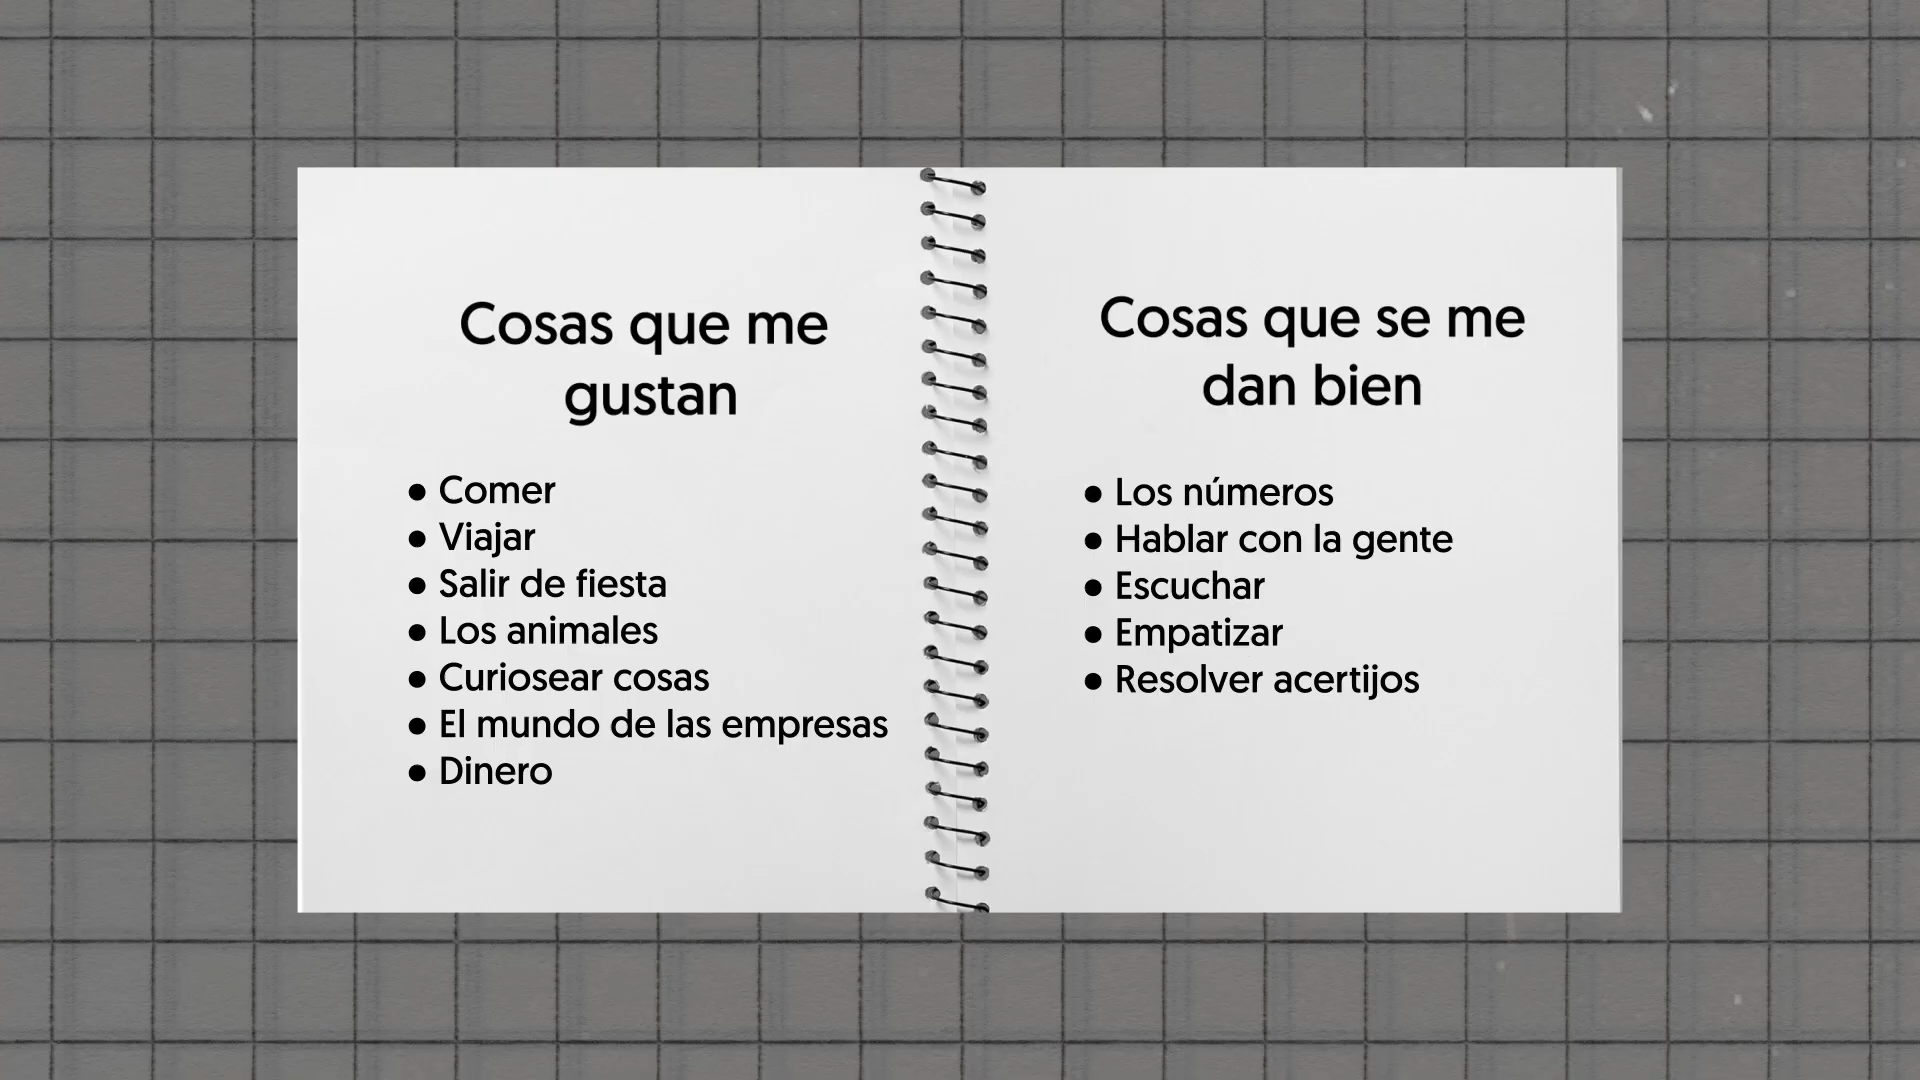 Cosas que me
gustan
● Comer
● Viajar
● Salir de fiesta
● Los animales
● Curiosear cosas
● El mundo de las empresas
● Dinero
Cosas que se me
dan bien
● Los números
● Hablar con la gente
● Escuchar
● Empatizar
● Resolver acertijos